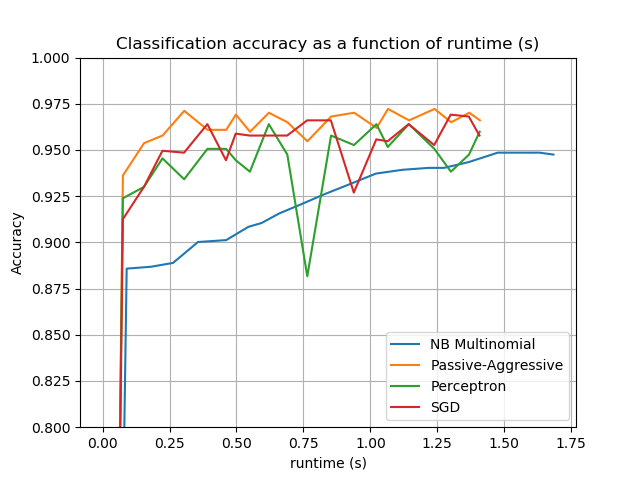 Classification accuracy as a function of runtime (s)
1.000
0.975
0.950
0.925
0.900
0.875
0.850
0.825
0.800
Accuracy
NB Multinomial
Passive-Aggressive
Perceptron
SGD
0.00 0.25 0.50 0.75 1.00 1.25 1.50 1.75
runtime (s)